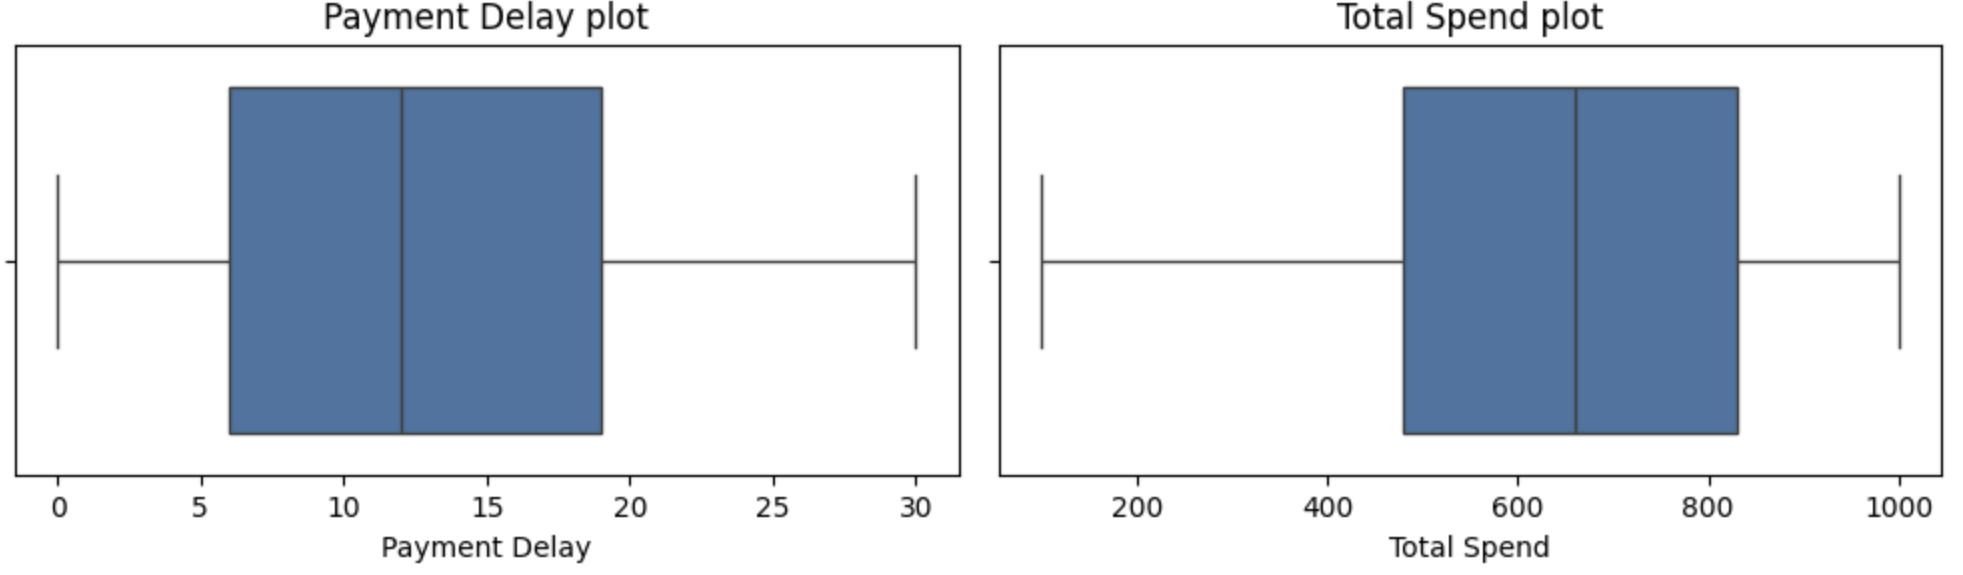 Payment Delay plot
0 5 10 15 20 25 30
Payment Delay
Total Spend plot
200 400 600 800 1000
Total Spend